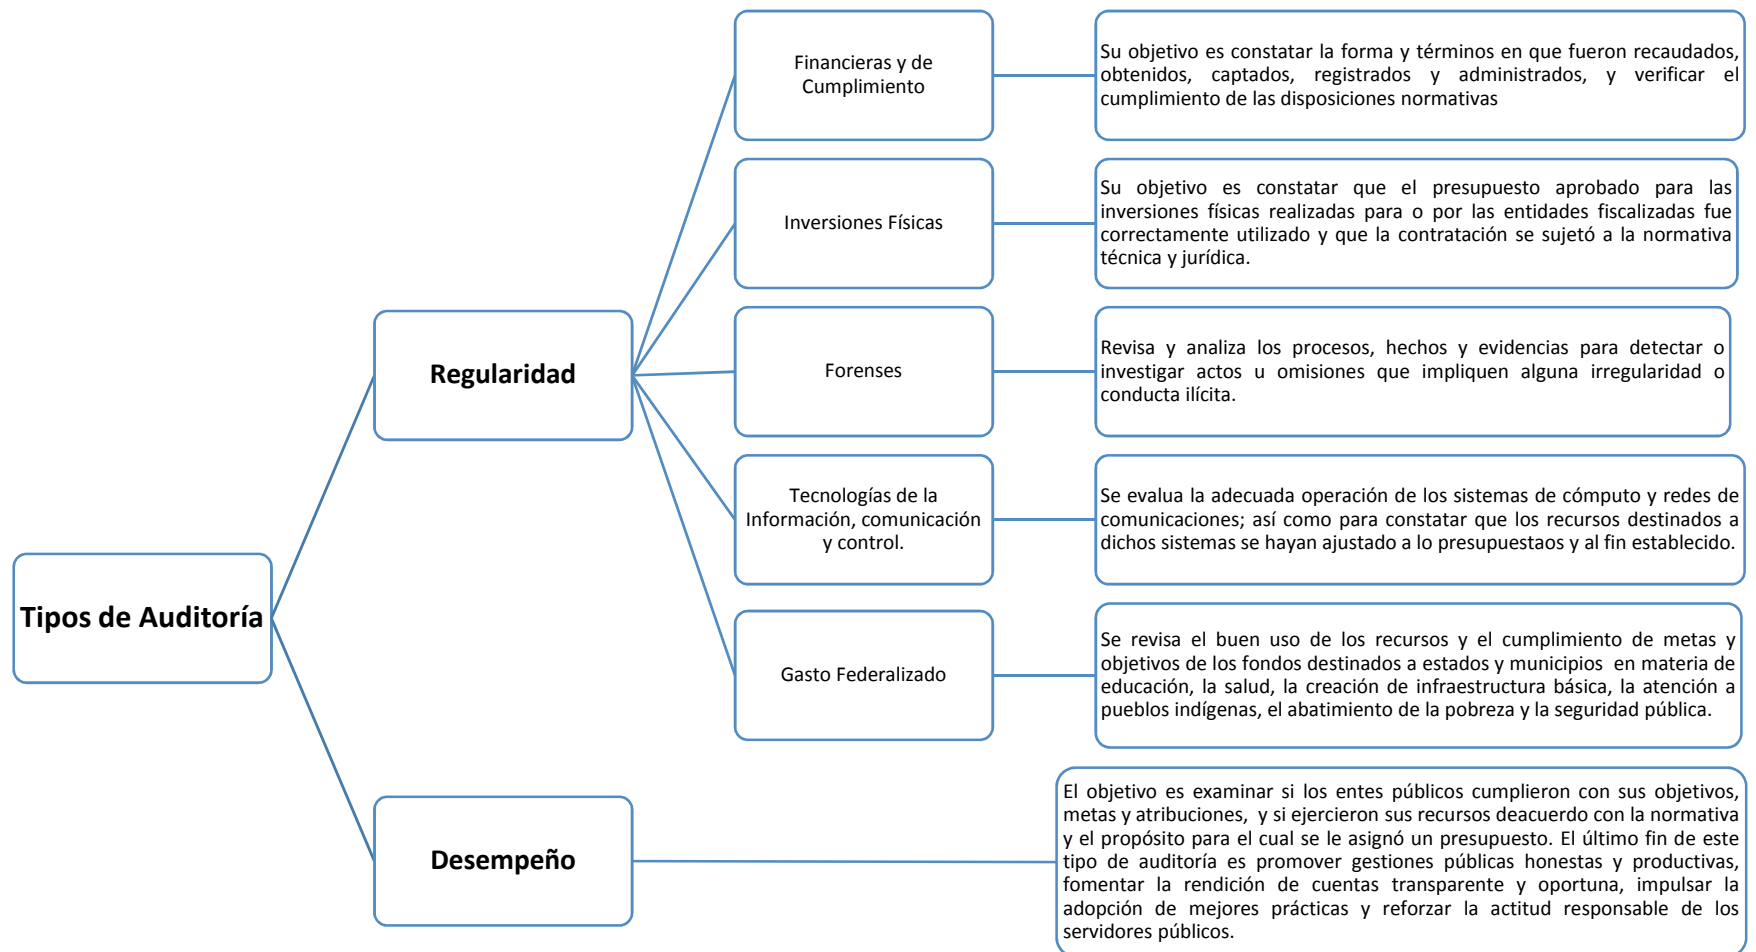 Financieras y de
Cumplimiento
Su objetivo es constatar la forma y términos en que fueron recaudados,
obtenidos, captados, registrados y administrados, y verificar el
cumplimiento de las disposiciones normativas
Inversiones Físicas
Su objetivo es constatar que el presupuesto aprobado para las
inversiones físicas realizadas para o por las entidades fiscalizadas fue
correctamente utilizado y que la contratación se sujetó a la normativa
técnica y jurídica.
Regularidad
Forenses
Revisa y analiza los procesos, hechos y evidencias para detectar o
investigar actos u omisiones que impliquen alguna irregularidad o
conducta ilícita.
Tecnologías de la
Información, comunicación
y control.
Se evalua la adecuada operación de los sistemas de cómputo y redes de
comunicaciones; así como para constatar que los recursos destinados a
dichos sistemas se hayan ajustado a lo presupuestaos y al fin establecido.
Tipos de Auditoría
Gasto Federalizado
Se revisa el buen uso de los recursos y el cumplimiento de metas y
objetivos de los fondos destinados a estados y municipios en materia de
educación, la salud, la creación de infraestructura básica, la atención a
pueblos indígenas, el abatimiento de la pobreza y la seguridad pública.
Desempeño
El objetivo es examinar si los entes públicos cumplieron con sus objetivos,
metas y atribuciones, y si ejercieron sus recursos deacuerdo con la normativa
y el propósito para el cual se le asignó un presupuesto. El último fin de este
tipo de auditoría es promover gestiones públicas honestas y productivas,
fomentar la rendición de cuentas transparente y oportuna, impulsar la
adopción de mejores prácticas y reforzar la actitud responsable de los
servidores públicos.